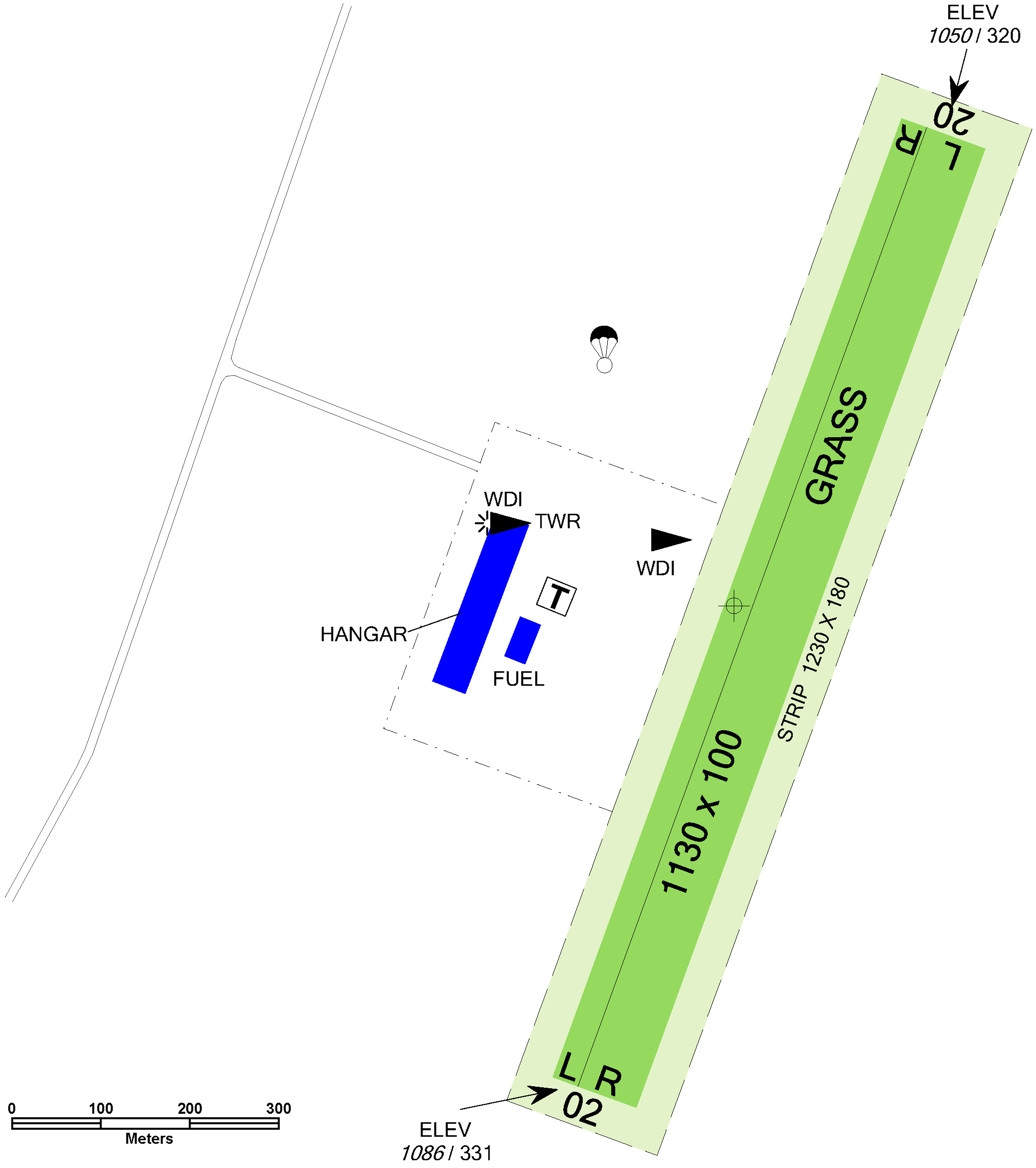 ELEV
1050 / 320
20
R
L
GRASS
WDI
TWR
WDI
T
HANGAR
FUEL
STRIP 1230 X 180
1130 x 100
L R
02
ELEV
1086 / 331
0 100 200 300
Meters